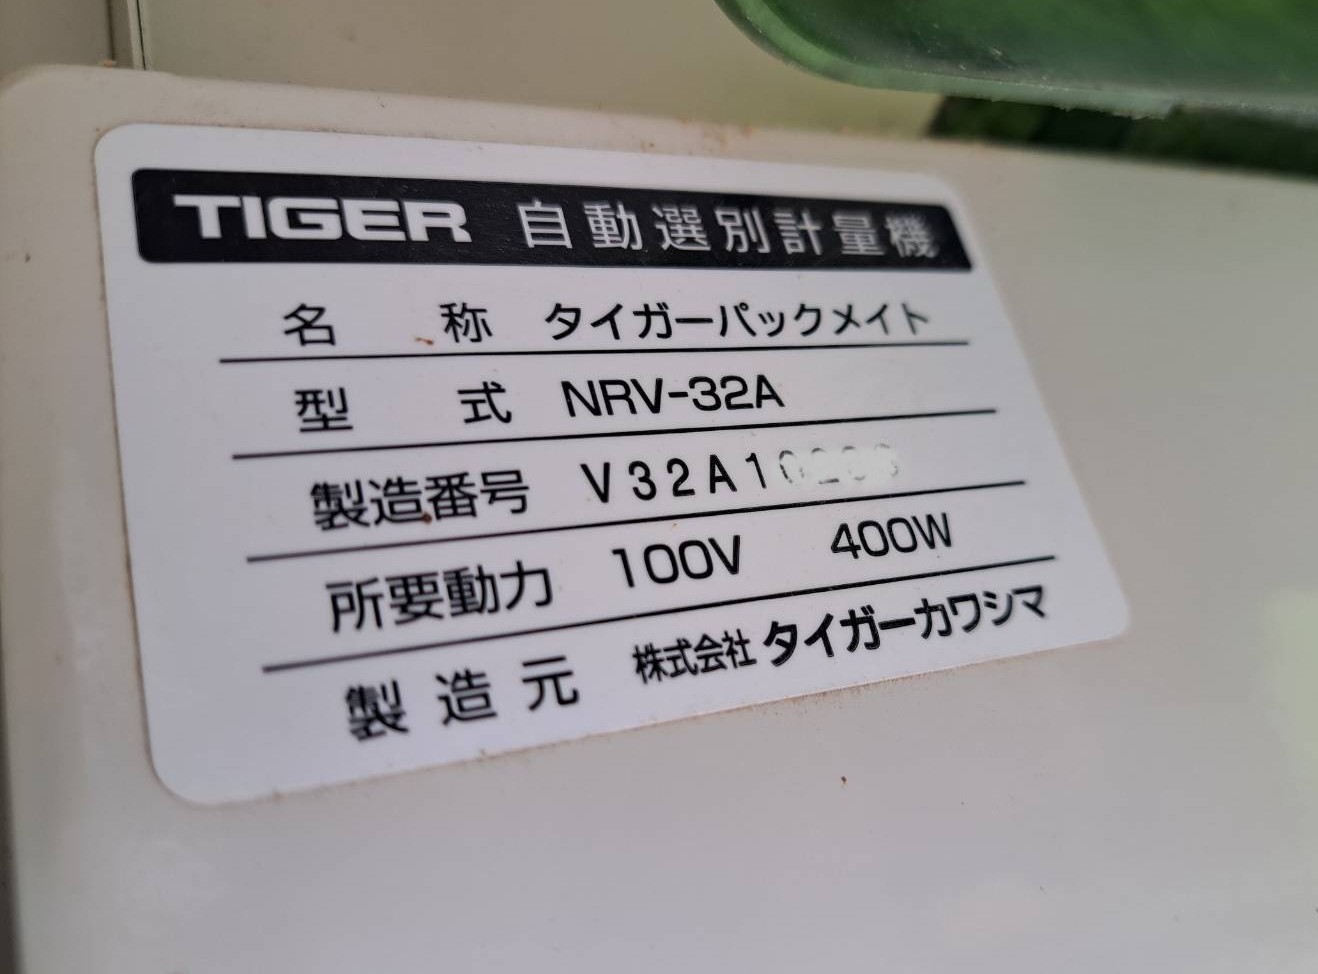 TIGER 自動選別計量機
名称 タイガーパックメイト
型式 NRV-32A
製造番号 V32A10
所要動力 100V 400W
製造元 株式会社タイガーカワシマ